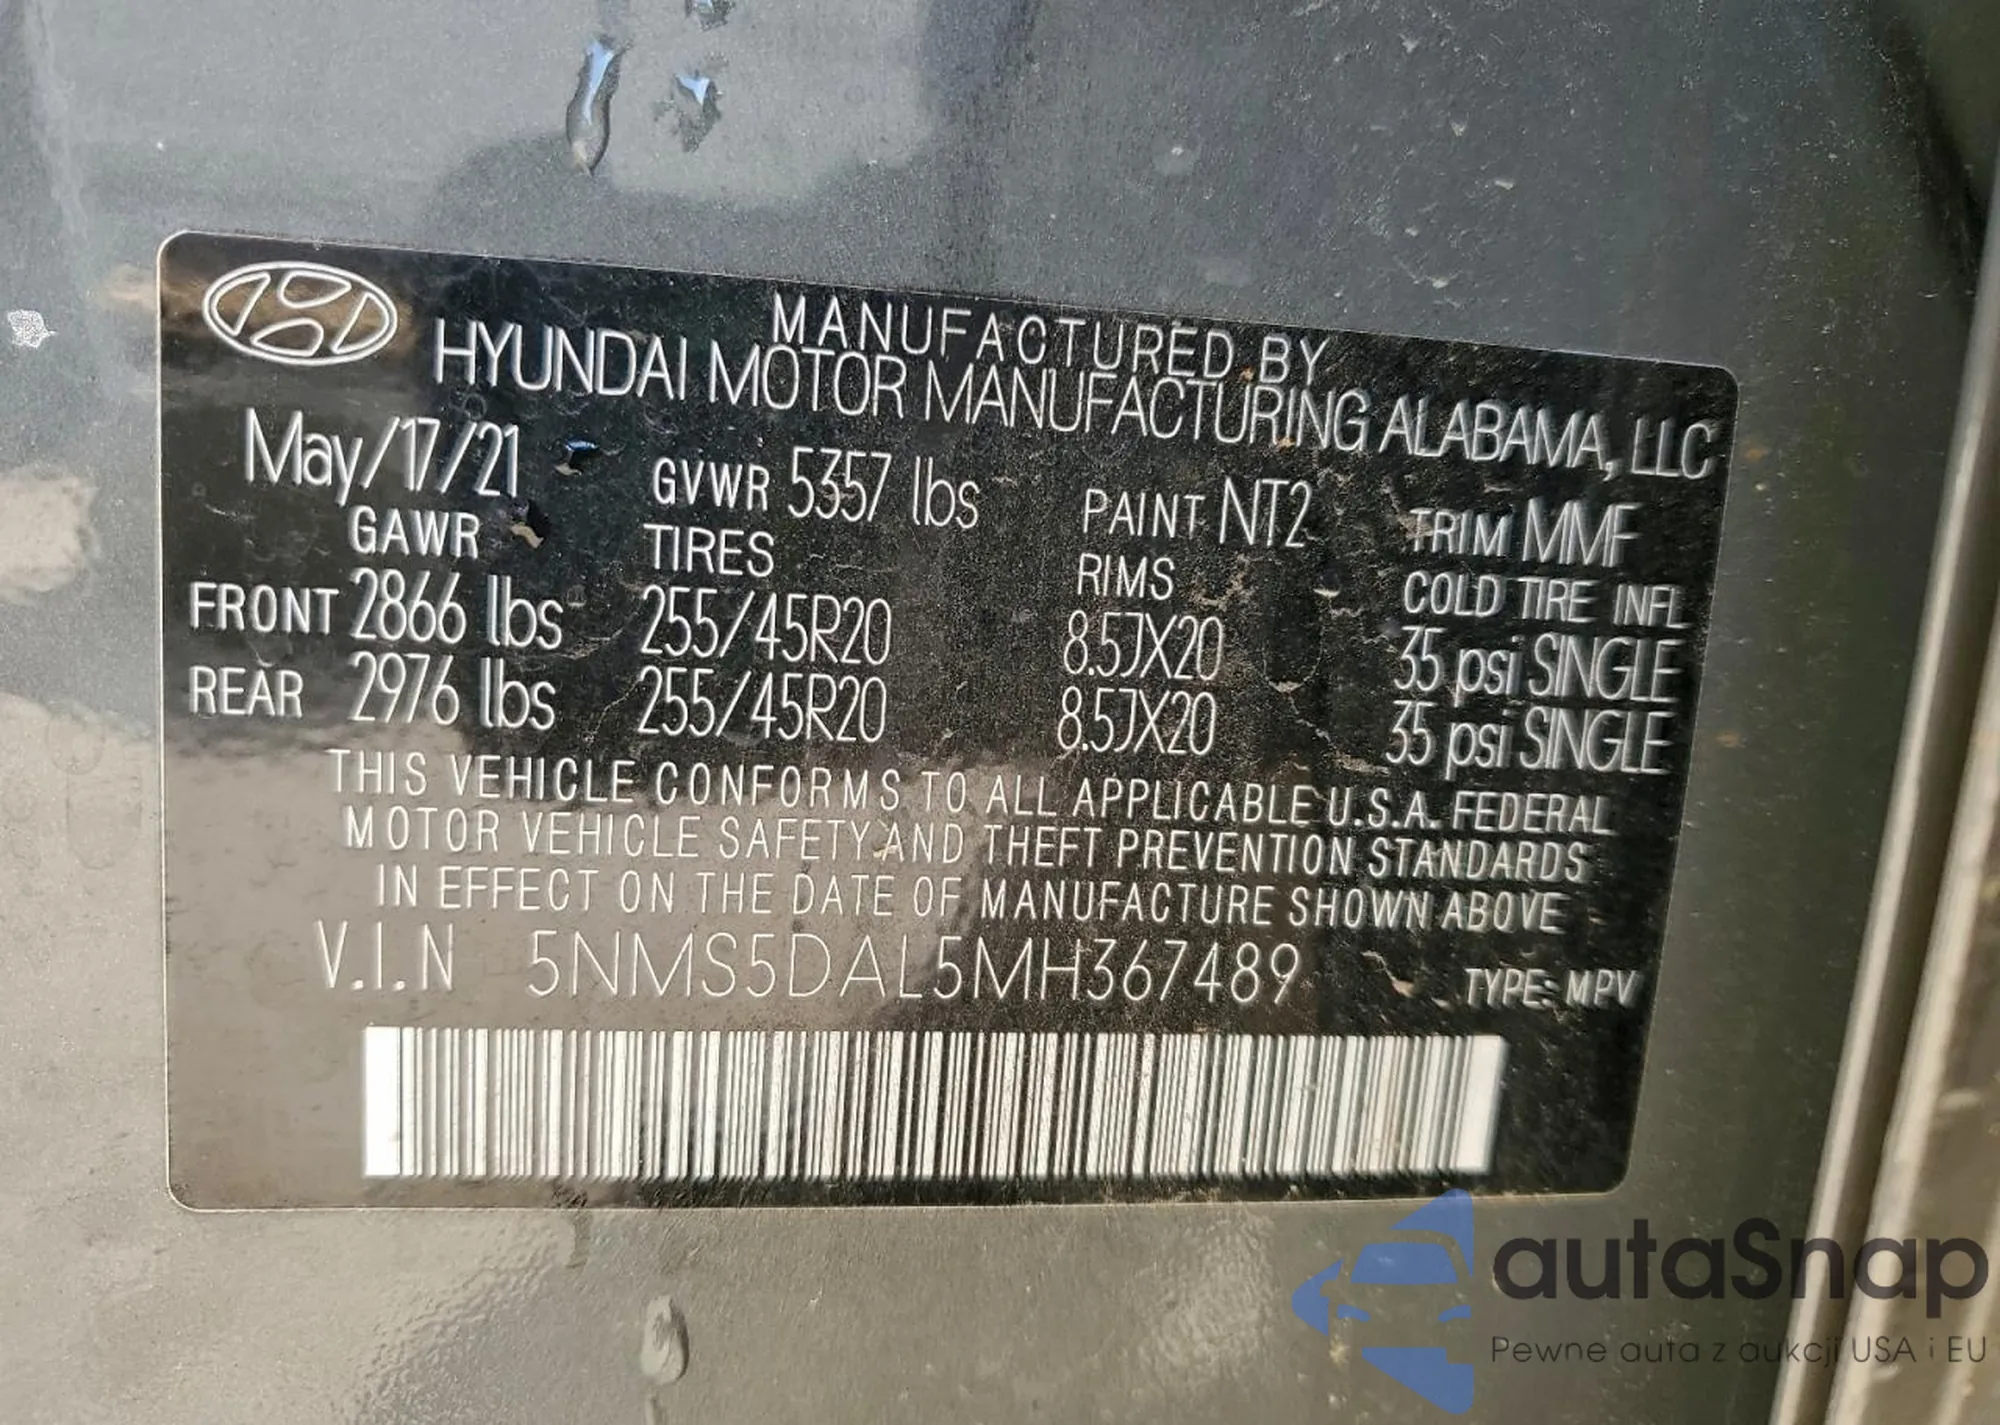 MANUFACTURED BY
HYUNDAI MOTOR MANUFACTURING ALABAMA, LLC
May/17/21 GVWR 5357 lbs PAINT NT2 TRIM MMF
GAWR TIRES RIMS COLD TIRE INFL
FRONT 2866 lbs 255/45R20 8.5JX20 35 psi SINGLE
REAR 2976 lbs 255/45R20 8.5JX20 35 psi SINGLE
THIS VEHICLE CONFORMS TO ALL APPLICABLE U.S.A. FEDERAL
MOTOR VEHICLE SAFETY AND THEFT PREVENTION STANDARDS
IN EFFECT ON THE DATE OF MANUFACTURE SHOWN ABOVE
V.I.N 5NMS5DAL5MH367489 TYPE: MPV
autaSnap
Pewne auta z aukcji USA i EU